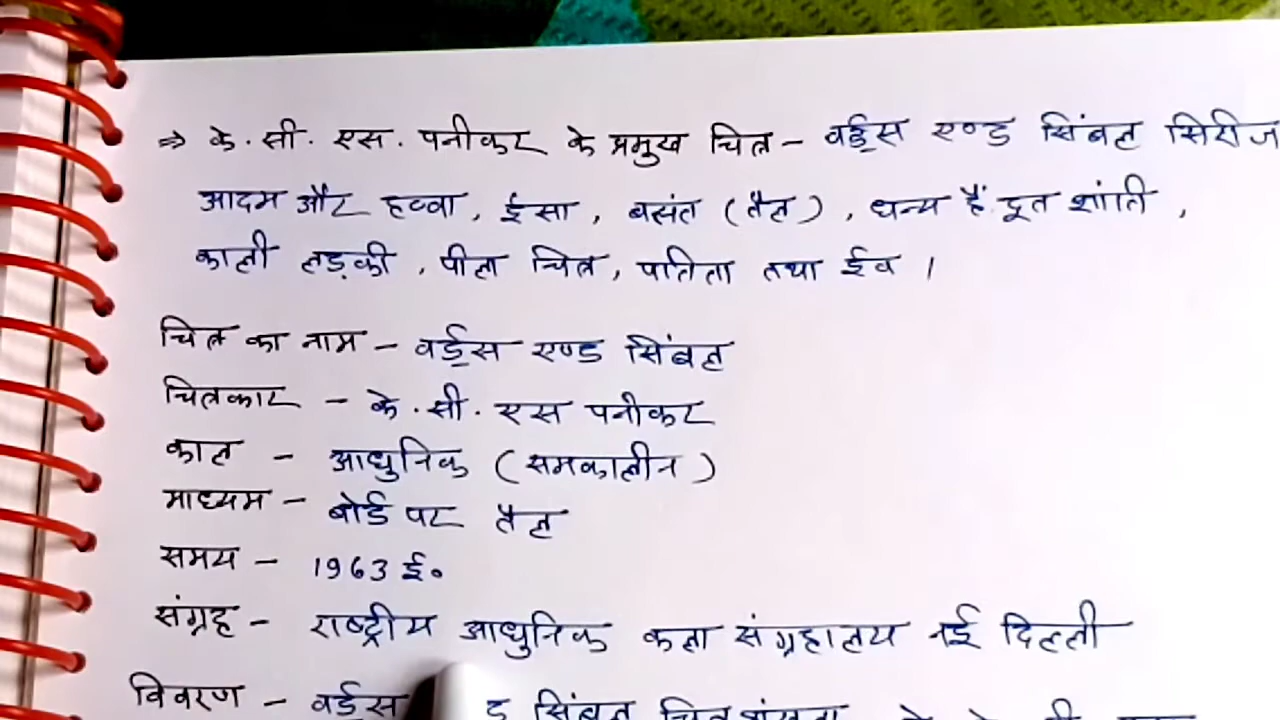 ⇒ के. सी. एस. पनीकर के प्रमुख चित्र – वर्ड्स एण्ड सिंबल सिरीज
आदम और हव्वा, ईसा, बसंत (तैल), धन्य हैं दूत शांति,
काली लड़की, पीला चित्र, पतिता तथा ईव।
चित्र का नाम – वर्ड्स एण्ड सिंबल
चित्रकार – के. सी. एस पनीकर
काल – आधुनिक (समकालीन)
माध्यम – बोर्ड पर तैल
समय – 1963 ई॰
संग्रह – राष्ट्रीय आधुनिक कला संग्रहालय नई दिल्ली
विवरण – वर्ड्स सिंबल